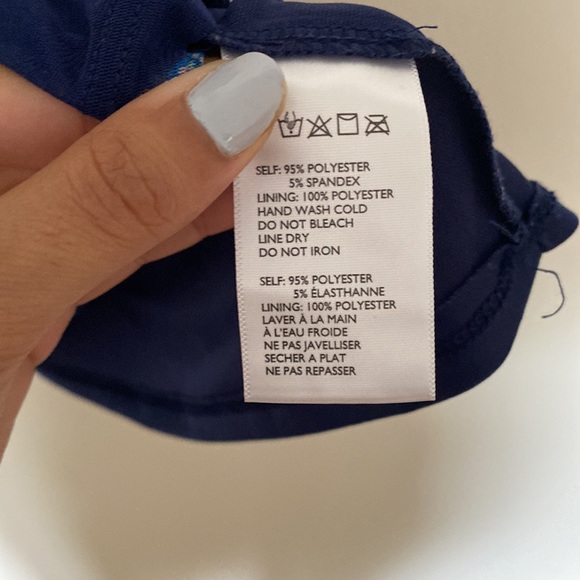 SELF: 95% POLYESTER
5% SPANDEX
LINING: 100% POLYESTER
HAND WASH COLD
DO NOT BLEACH
LINE DRY
DO NOT IRON
SELF: 95% POLYESTER
5% ÉLASTHANNE
LINING: 100% POLYESTER
LAVER À LA MAIN
À L'EAU FROIDE
NE PAS JAVELLISER
SECHER A PLAT
NE PAS REPASSER